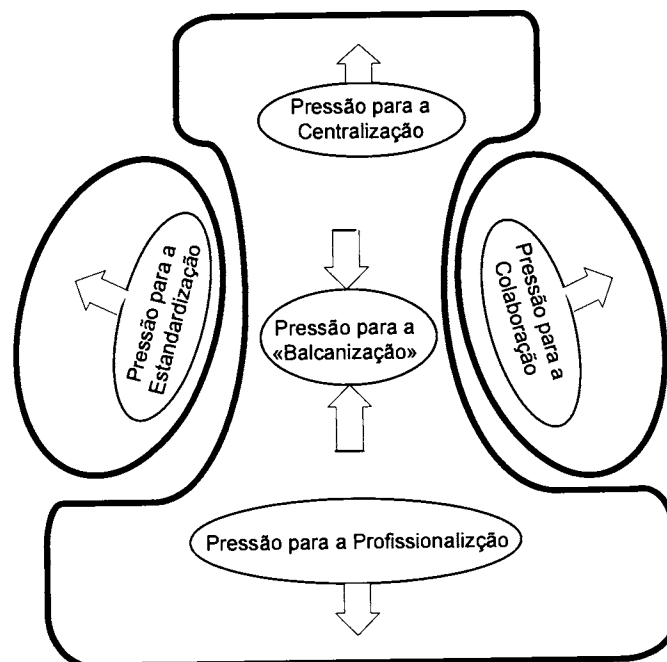 Pressão para a
Centralização
Pressão para a
Estandardização
Pressão para a
«Balcanização»
Pressão para a
Colaboração
Pressão para a Profissionalizção